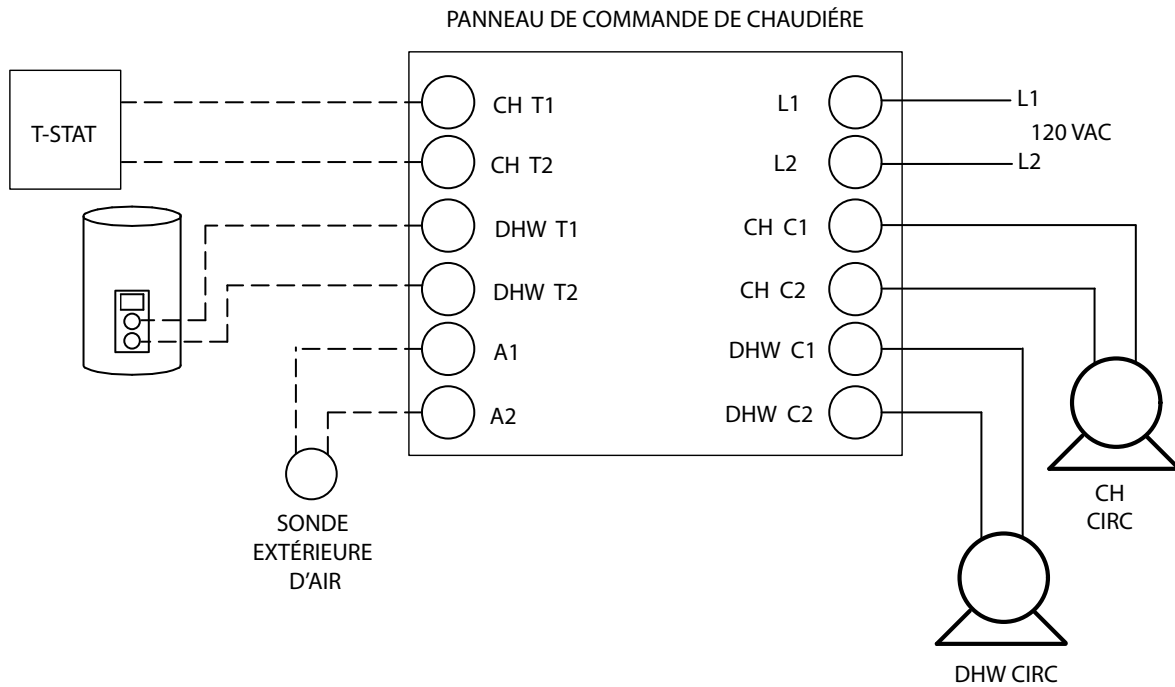 PANNEAU DE COMMANDE DE CHAUDIÉRE
T-STAT
CH T1
CH T2
DHW T1
DHW T2
A1
A2
L1
L2
CH C1
CH C2
DHW C1
DHW C2
L1
120 VAC
L2
SONDE
EXTÉRIEURE
D'AIR
CH
CIRC
DHW CIRC